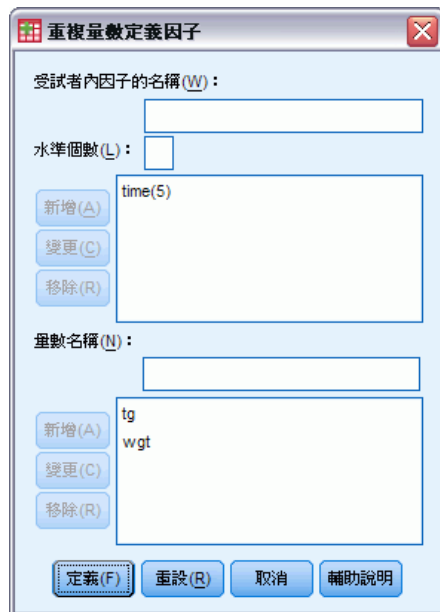 重複量數定義因子
受試者內因子的名稱(W)：
水準個數(L)：
新增(A)
變更(C)
移除(R)
time(5)
量數名稱(N)：
新增(A)
變更(C)
移除(R)
tg
wgt
定義(F) 重設(R) 取消 輔助說明